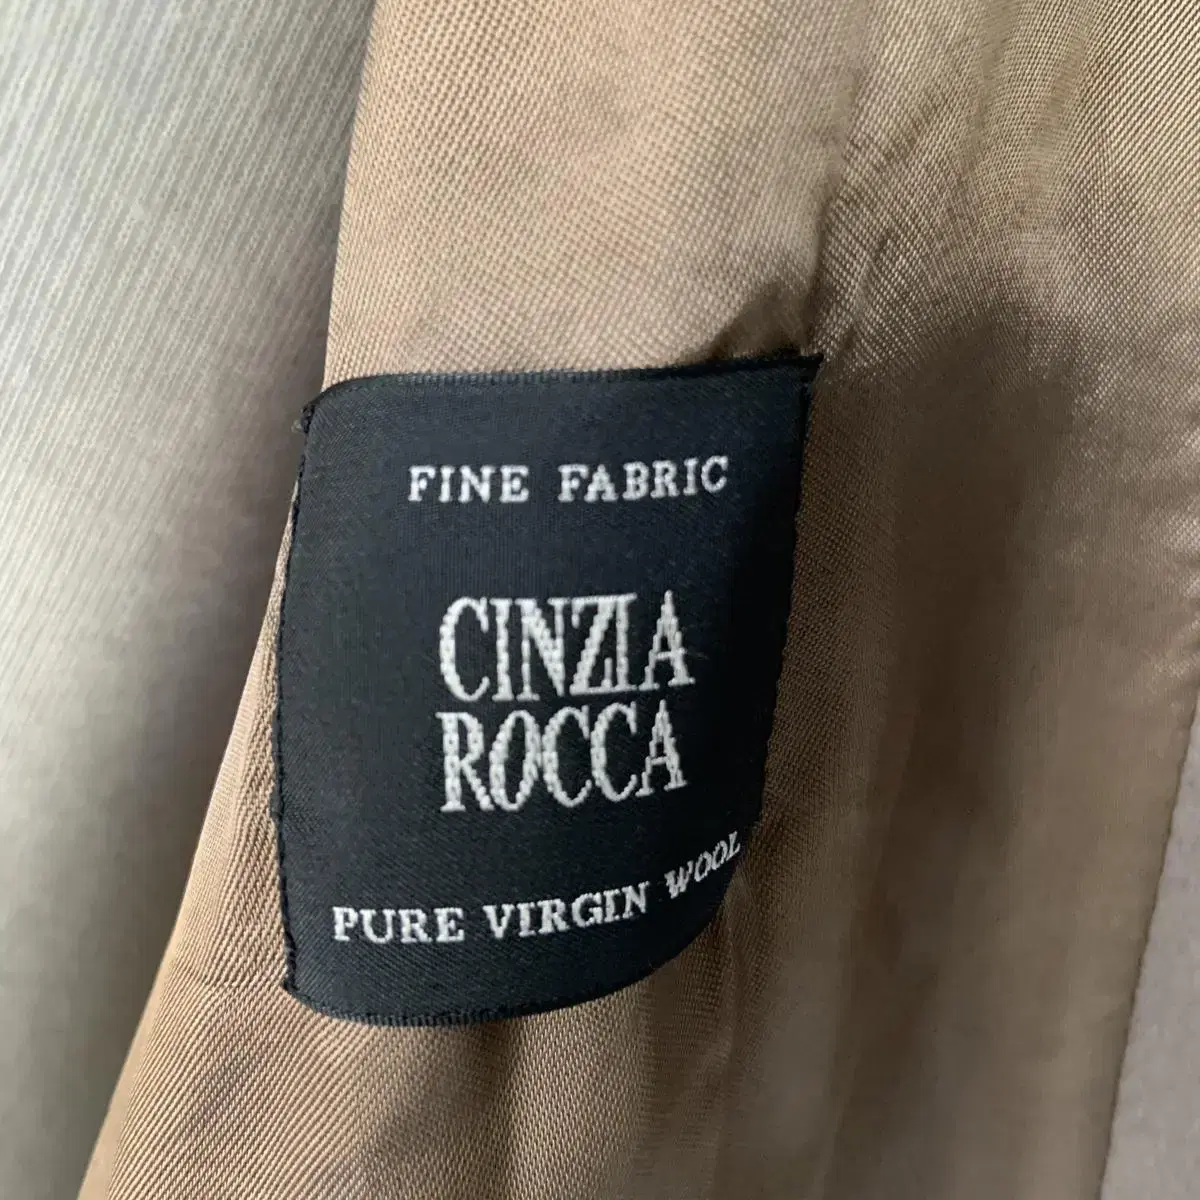 FINE FABRIC
CINZIA
ROCCA
PURE VIRGIN WOOL